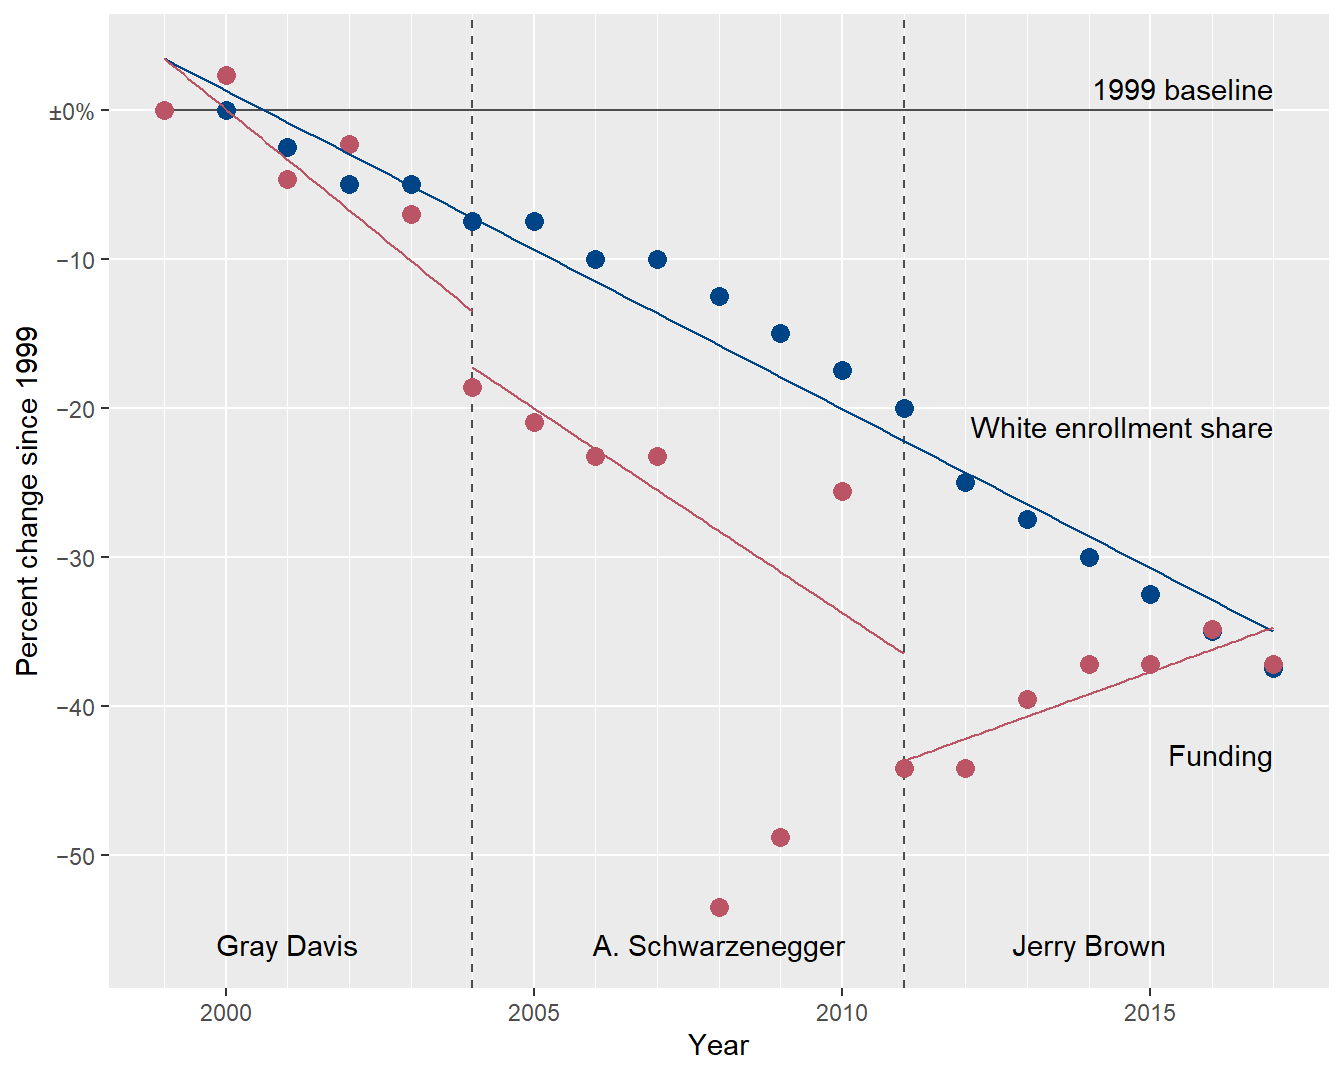 1999 baseline
±0%
−10
−20
White enrollment share
−30
−40
Funding
−50
Gray Davis
A. Schwarzenegger
Jerry Brown
2000
2005
2010
2015
Year
Percent change since 1999